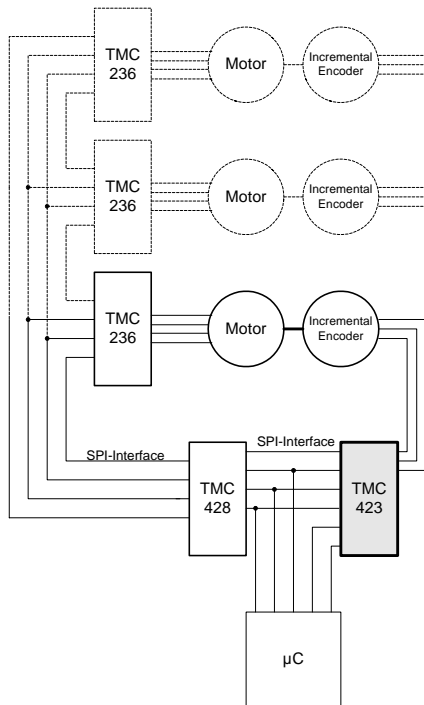 TMC
236
Motor
Incremental
Encoder
TMC
236
Motor
Incremental
Encoder
TMC
236
Motor
Incremental
Encoder
SPI-Interface
SPI-Interface
TMC
428
TMC
423
µC